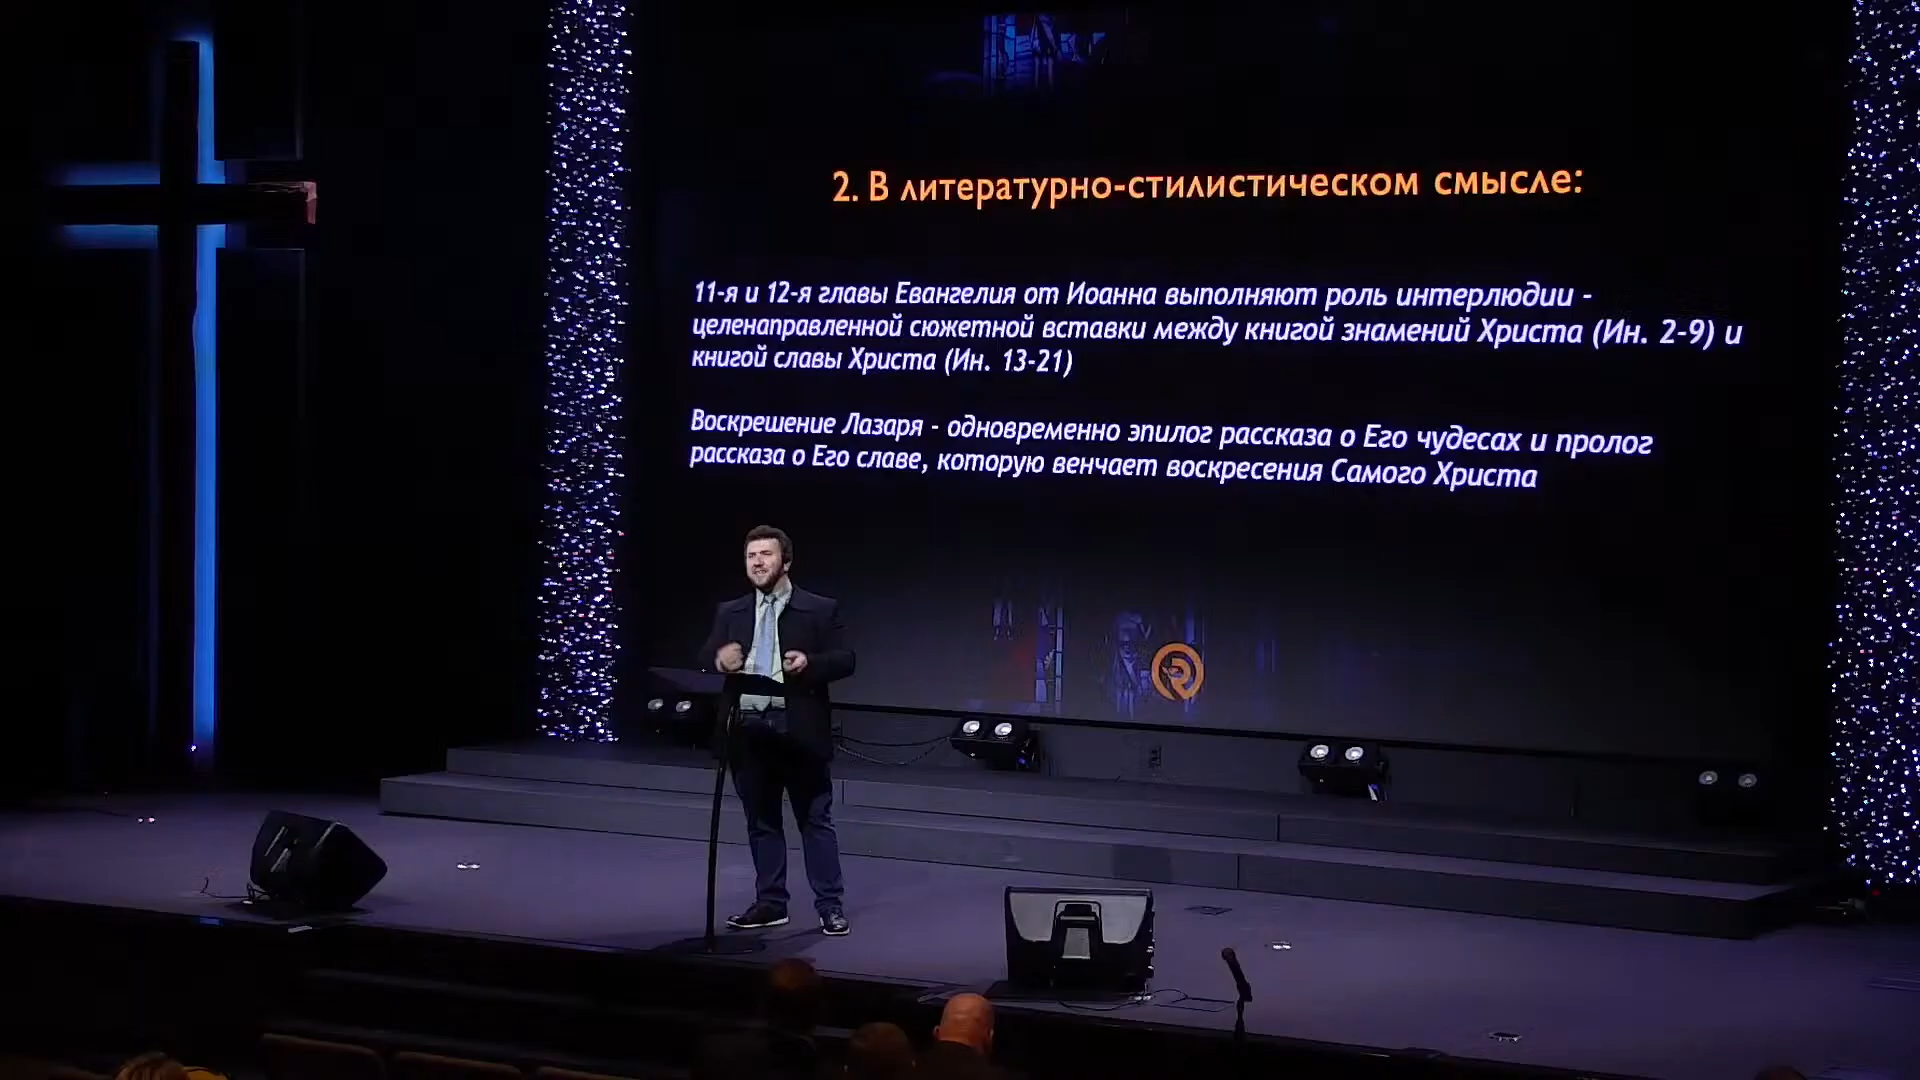 2. В литературно-стилистическом смысле:
11-я и 12-я главы Евангелия от Иоанна выполняют роль интерлюдии -
целенаправленной сюжетной вставки между книгой знамений Христа (Ин. 2-9) и
книгой славы Христа (Ин. 13-21)
Воскрешение Лазаря - одновременно эпилог рассказа о Его чудесах и пролог
рассказа о Его славе, которую венчает воскресения Самого Христа